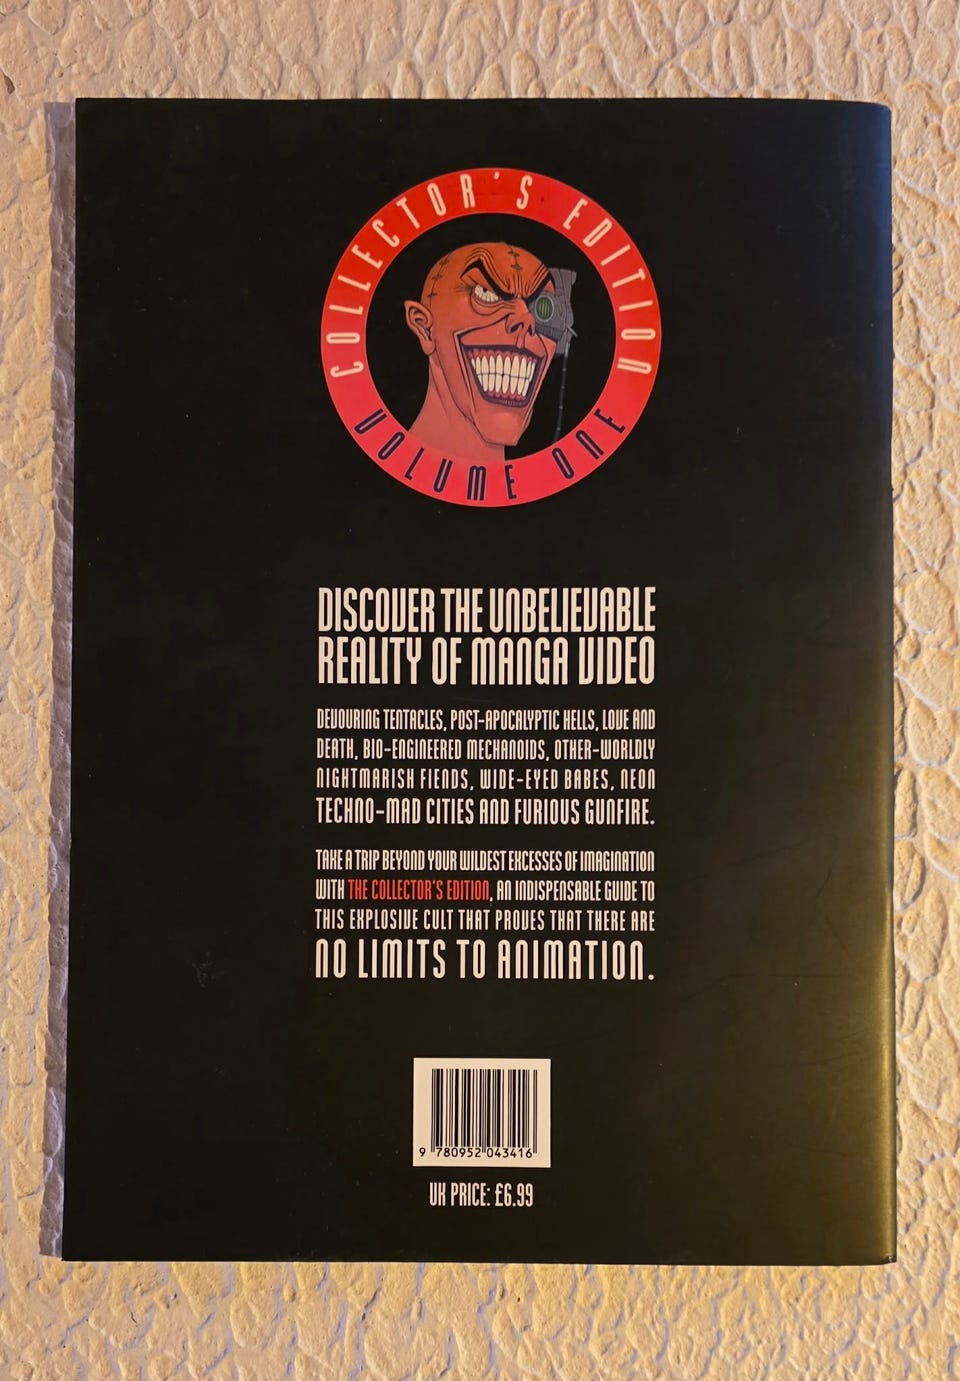 COLLECTOR'S EDITION
VOLUME ONE
DISCOVER THE UNBELIEVABLE
REALITY OF MANGA VIDEO
DEVOURING TENTACLES, POST-APOCALYPTIC HELLS, LOVE AND
DEATH, BIO-ENGINEERED MECHANOIDS, OTHER-WORLDLY
NIGHTMARISH FIENDS, WIDE-EYED BABES, NEON
TECHNO-MAD CITIES AND FURIOUS GUNFIRE.
TAKE A TRIP BEYOND YOUR WILDEST EXCESSES OF IMAGINATION
WITH THE COLLECTOR'S EDITION, AN INDISPENSABLE GUIDE TO
THIS EXPLOSIVE CULT THAT PROVES THAT THERE ARE
NO LIMITS TO ANIMATION.
9 780952 043416
UK PRICE: £6.99